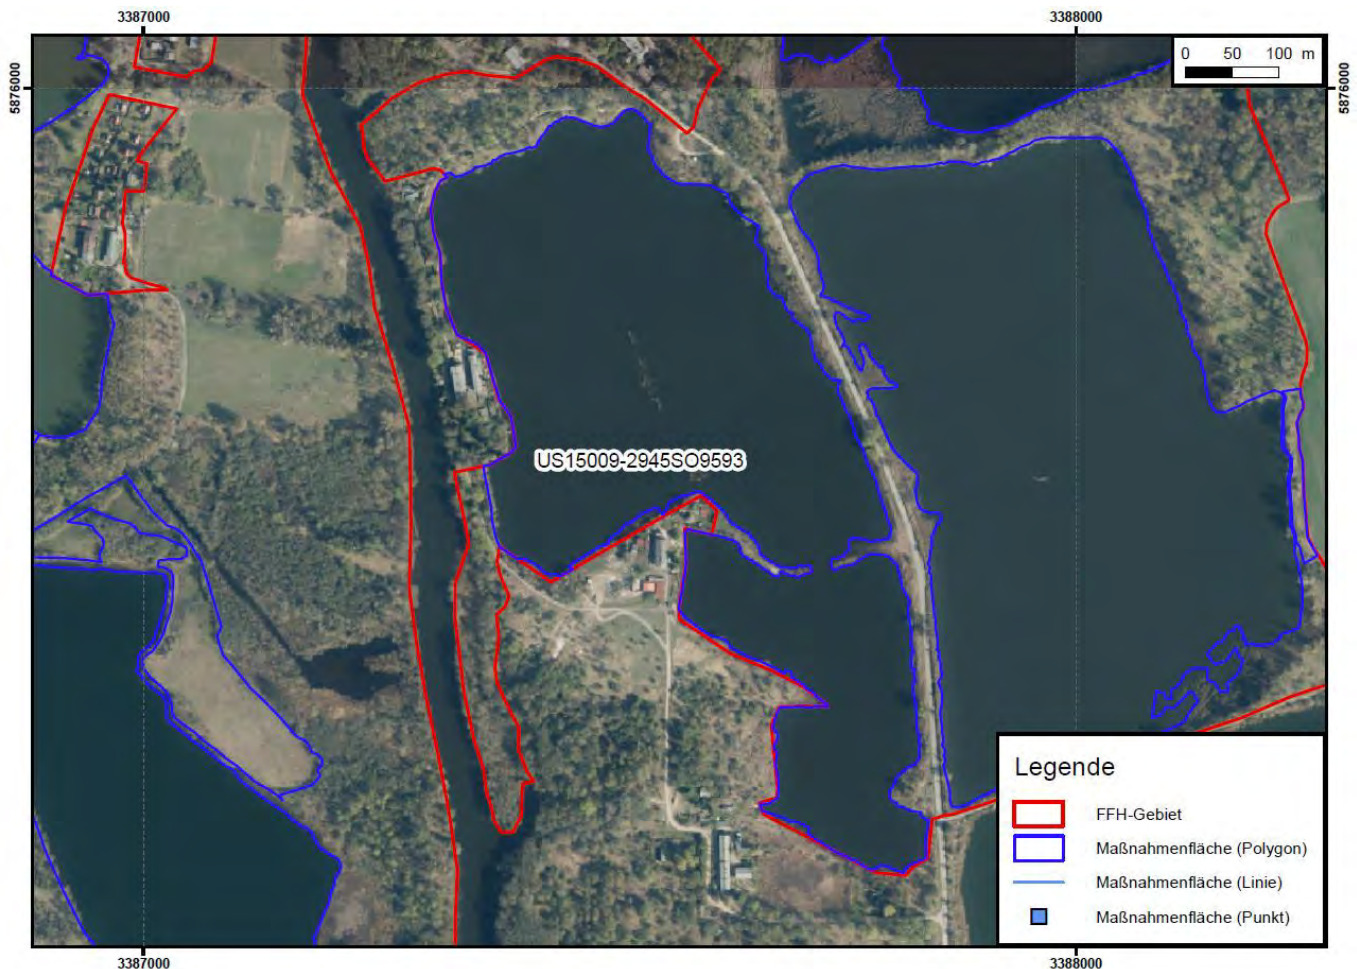 3387000 3388000
0 50 100 m
5876000 5876000
US15009-2945SO9593
Legende
FFH-Gebiet
Maßnahmenfläche (Polygon)
Maßnahmenfläche (Linie)
Maßnahmenfläche (Punkt)
3387000 3388000